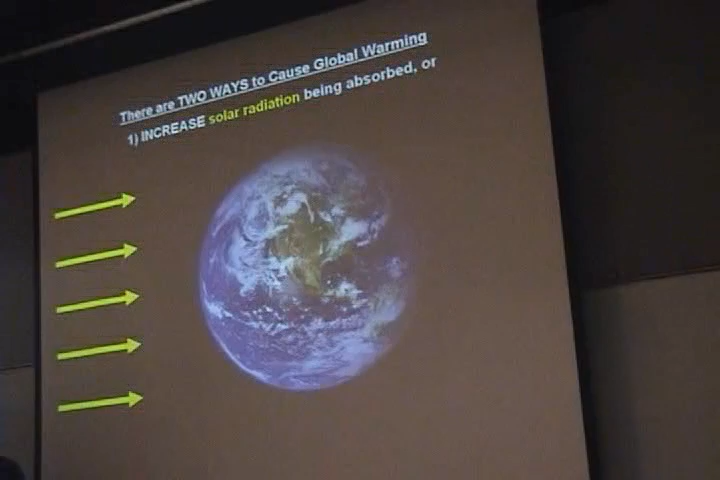 There are TWO WAYS to Cause Global Warming
1) INCREASE solar radiation being absorbed, or